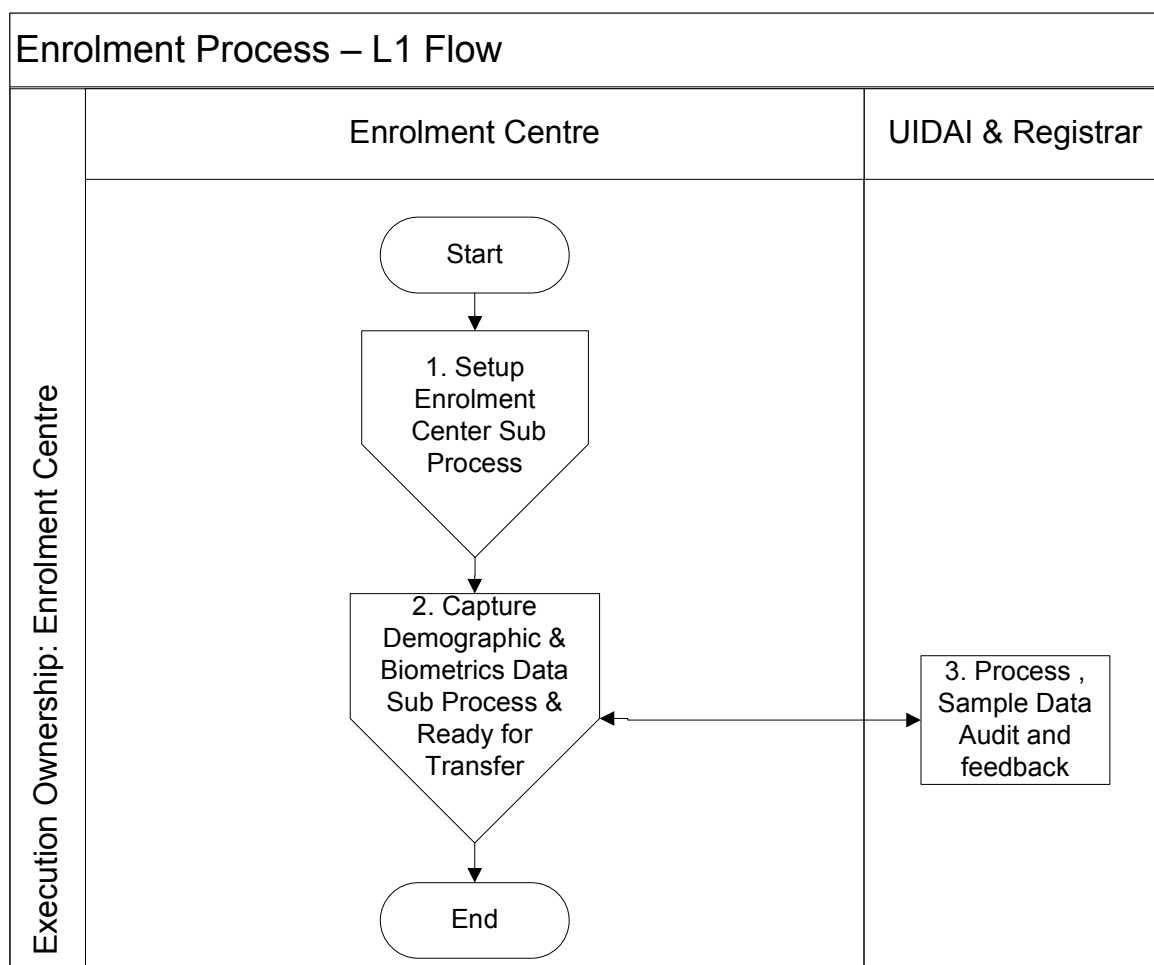 Enrolment Process – L1 Flow
Enrolment Centre
UIDAI & Registrar
Execution Ownership: Enrolment Centre
Start
1. Setup
Enrolment
Center Sub
Process
2. Capture
Demographic &
Biometrics Data
Sub Process &
Ready for
Transfer
3. Process ,
Sample Data
Audit and
feedback
End